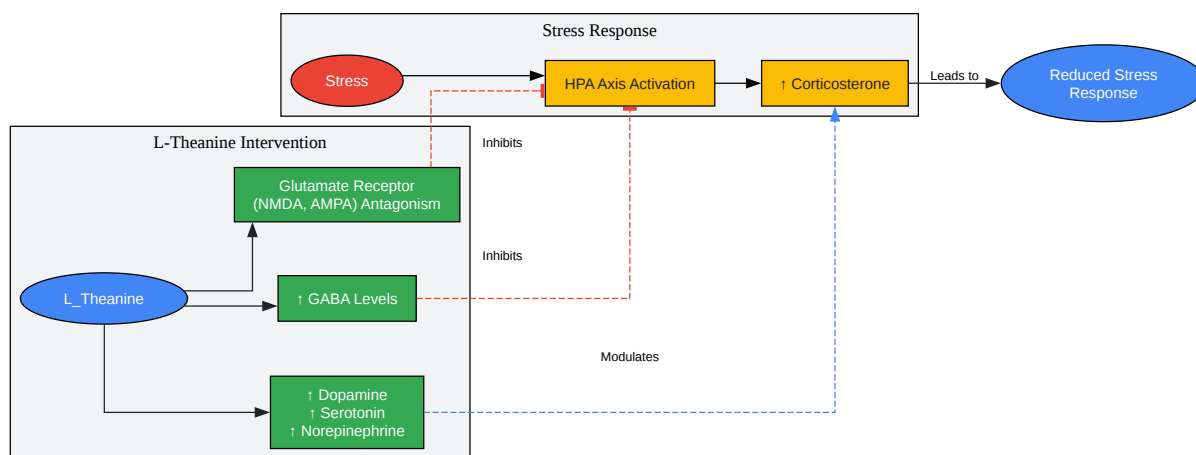 Stress Response
Stress
HPA Axis Activation
↑ Corticosterone
Leads to
Reduced Stress
Response
L-Theanine Intervention
Inhibits
Glutamate Receptor
(NMDA, AMPA) Antagonism
Inhibits
L_Theanine
↑ GABA Levels
Modulates
↑ Dopamine
↑ Serotonin
↑ Norepinephrine